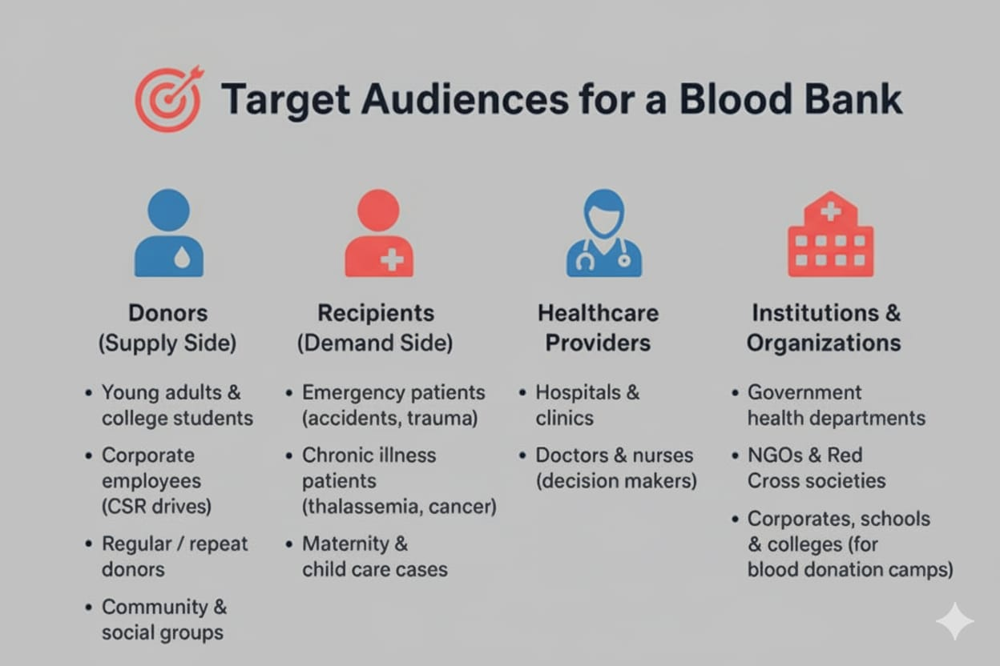 Target Audiences for a Blood Bank
Donors
(Supply Side)
• Young adults &
college students
• Corporate
employees
(CSR drives)
• Regular / repeat
donors
• Community &
social groups
Recipients
(Demand Side)
• Emergency patients
(accidents, trauma)
• Chronic illness
patients
(thalassemia, cancer)
• Maternity &
child care cases
Healthcare
Providers
• Hospitals &
clinics
• Doctors & nurses
(decision makers)
Institutions &
Organizations
• Government
health departments
• NGOs & Red
Cross societies
• Corporates, schools
& colleges (for
blood donation camps)